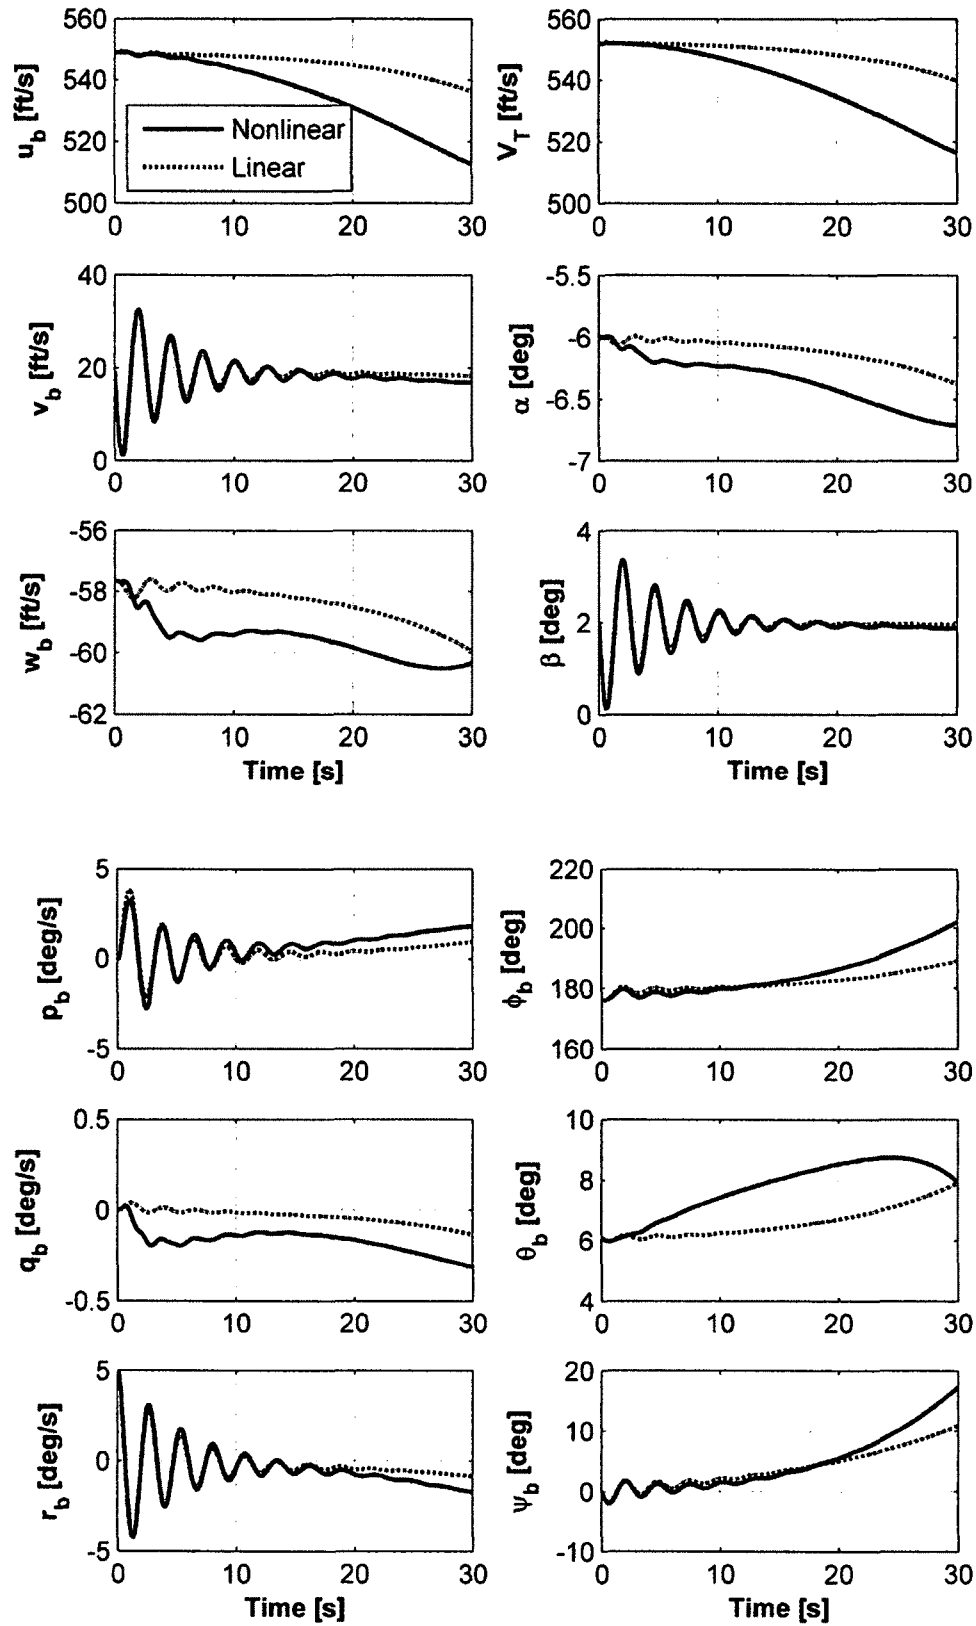 560
540
520
500
u_b [ft/s]
Nonlinear
Linear
0 10 20 30
560
540
520
500
V_T [ft/s]
0 10 20 30
40
20
0
v_b [ft/s]
0 10 20 30
-5.5
-6
-6.5
-7
α [deg]
0 10 20 30
-56
-58
-60
-62
w_b [ft/s]
0 10 20 30
Time [s]
4
2
0
β [deg]
0 10 20 30
Time [s]
5
0
-5
p_b [deg/s]
0 10 20 30
220
200
180
160
ϕ_b [deg]
0 10 20 30
0.5
0
-0.5
q_b [deg/s]
0 10 20 30
10
8
6
4
θ_b [deg]
0 10 20 30
5
0
-5
r_b [deg/s]
0 10 20 30
Time [s]
20
10
0
-10
ψ_b [deg]
0 10 20 30
Time [s]